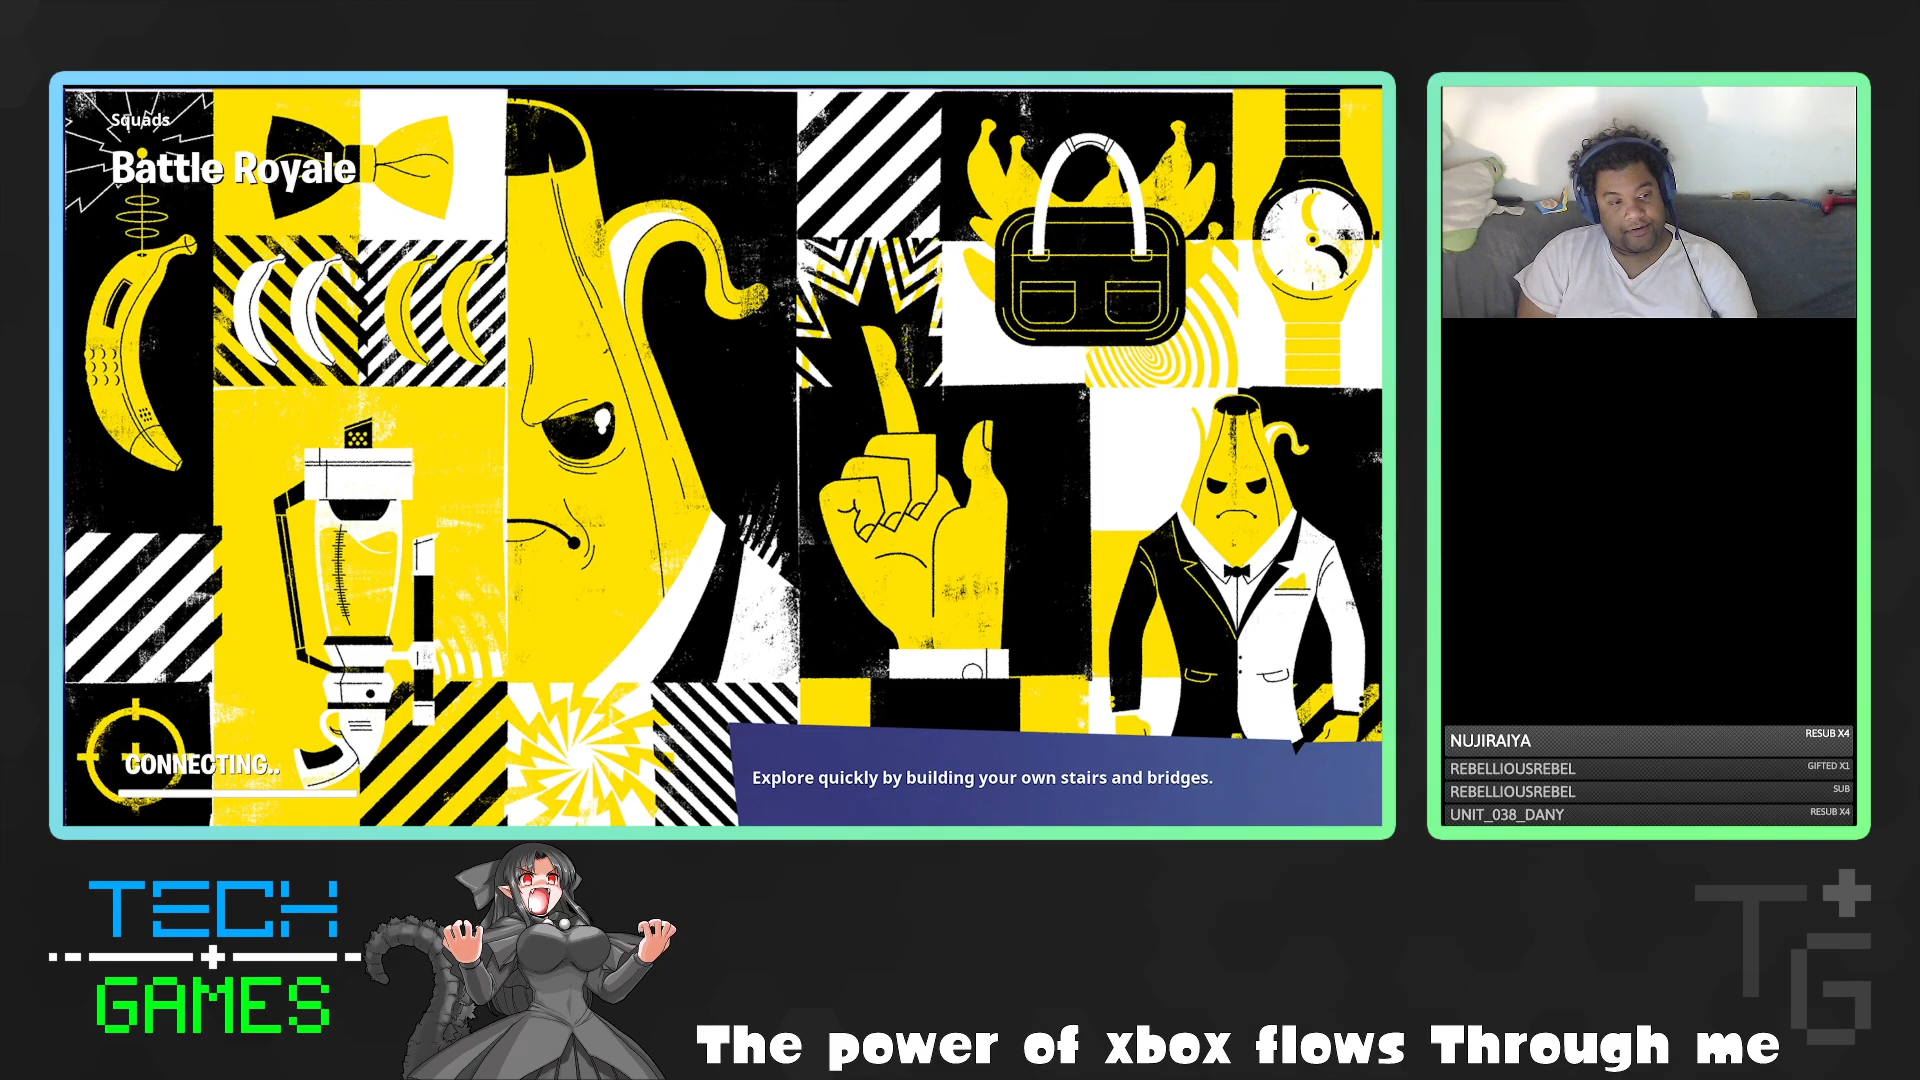 Squads
Battle Royale
CONNECTING..
Explore quickly by building your own stairs and bridges.
NUJIRAIYA
RESUB X4
REBELLIOUSREBEL
GIFTED X1
REBELLIOUSREBEL
SUB
UNIT_038_DANY
RESUB X4
TECH
GAMES
The power of xbox flows Through me
TG